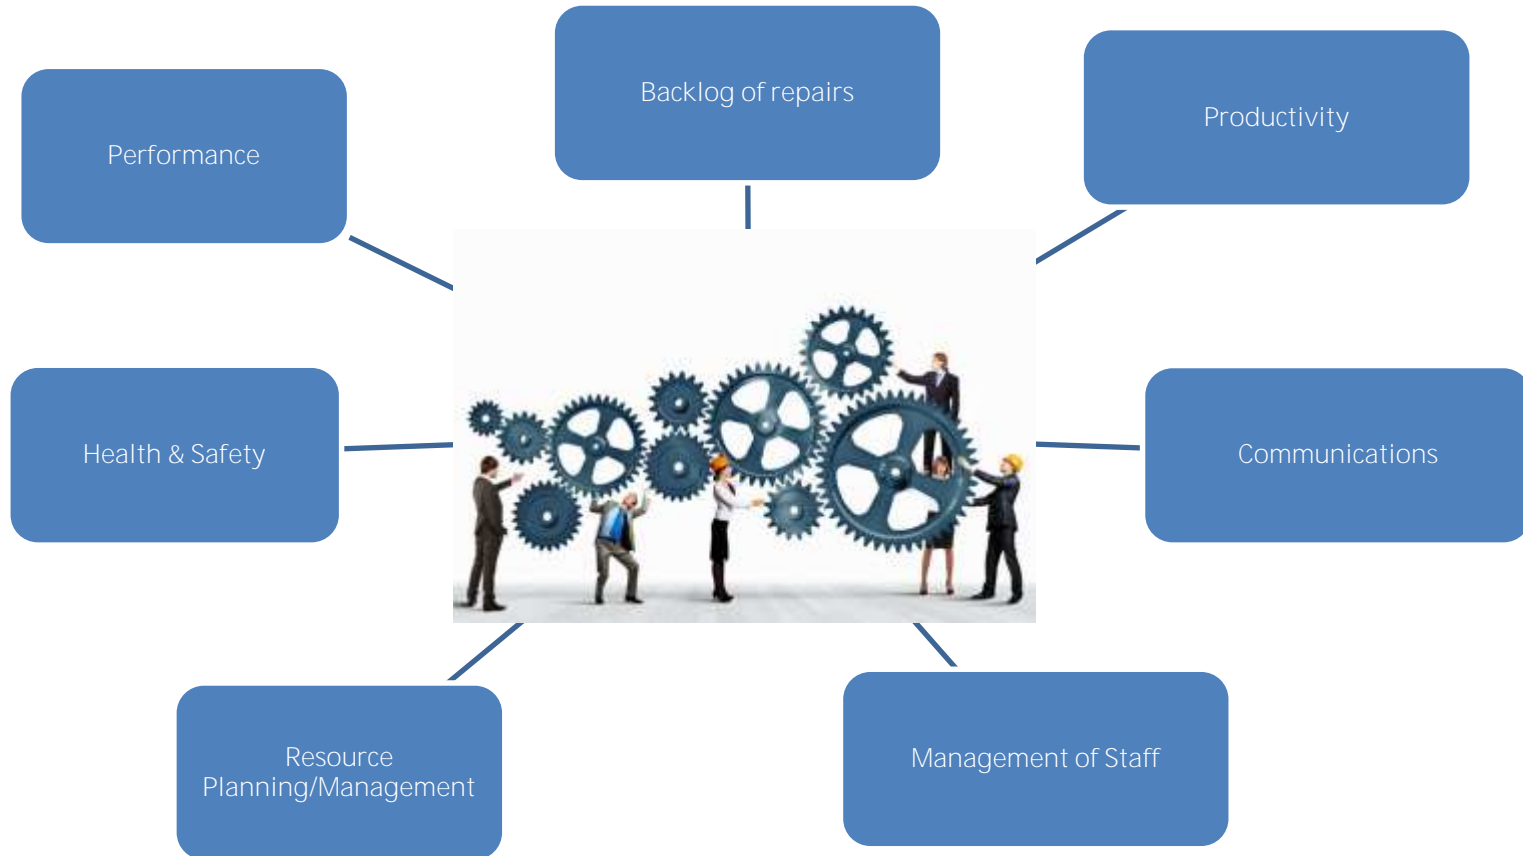 Backlog of repairs
Productivity
Performance
Health & Safety
Communications
Resource
Planning/Management
Management of Staff